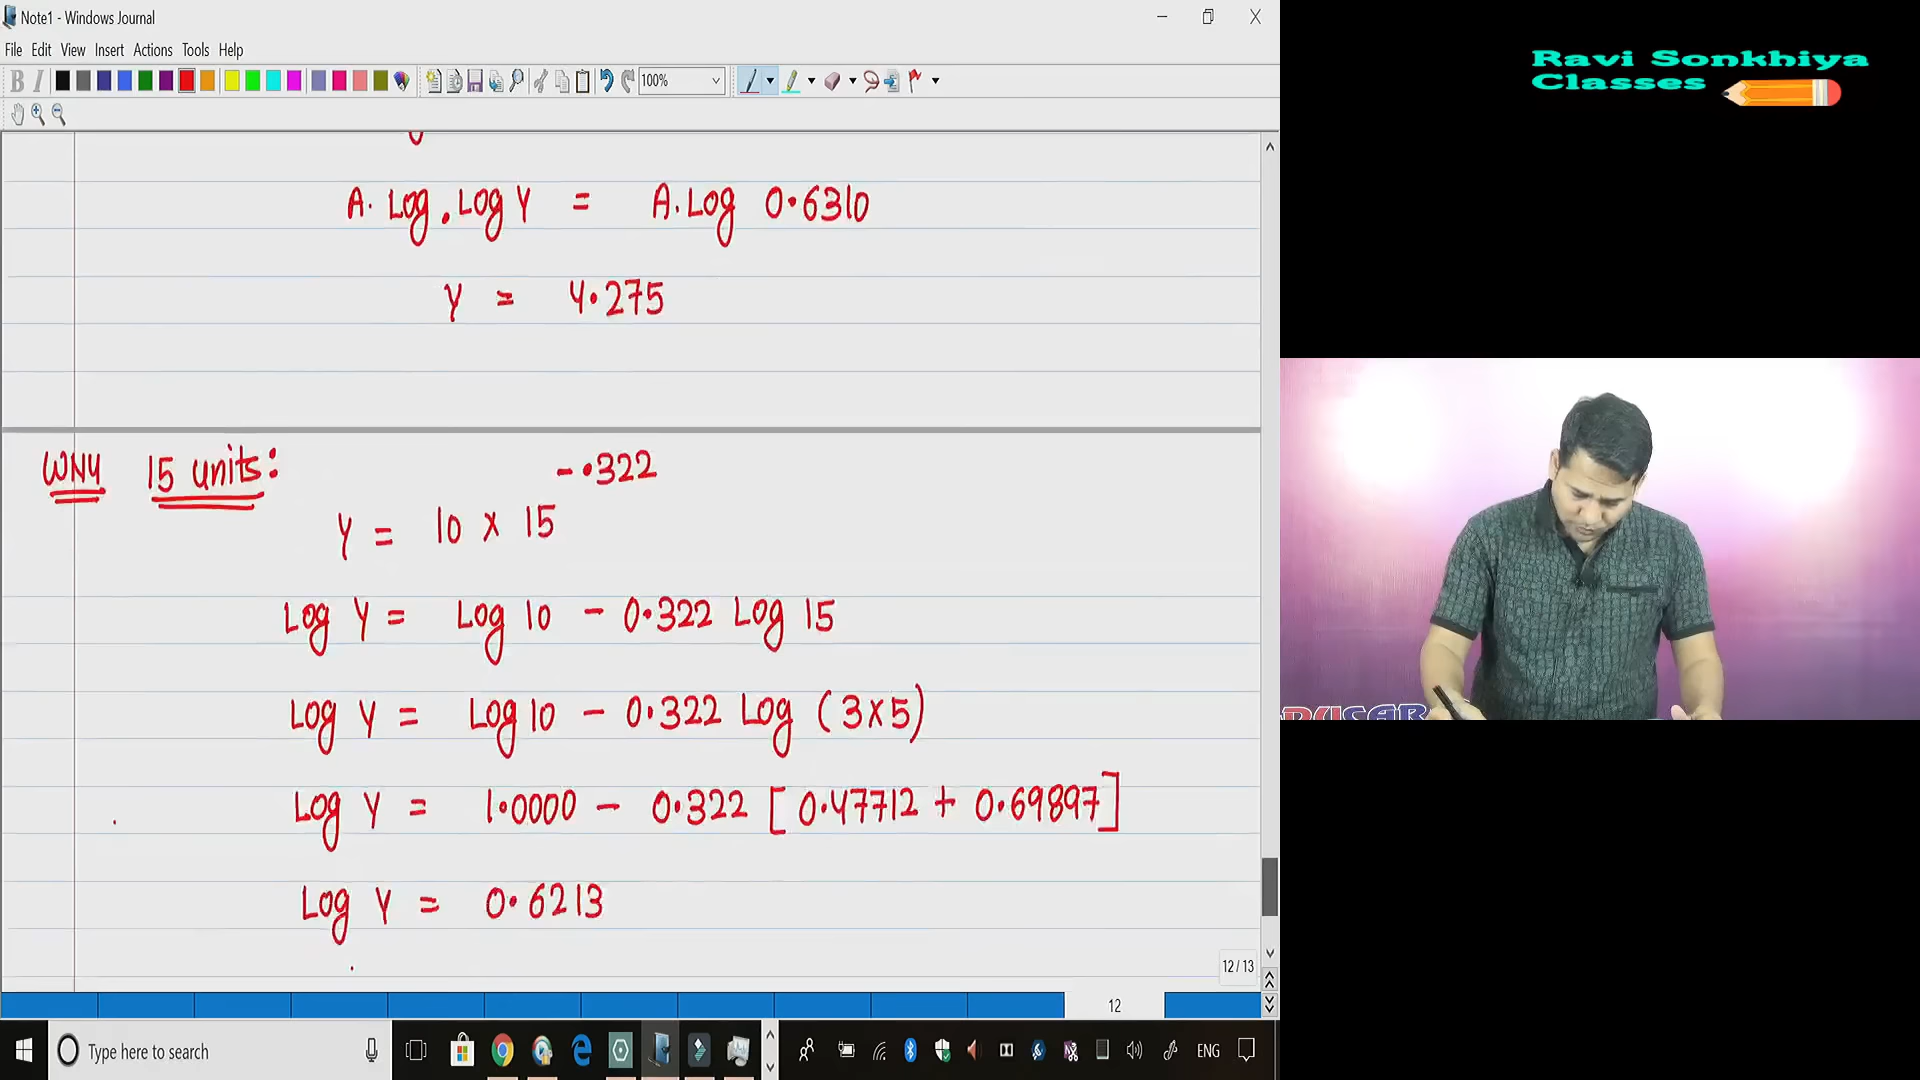 Note1 - Windows Journal
File Edit View Insert Actions Tools Help
B I 100%
A. Log. Log Y = A. Log 0.6310
Y = 4.275
WN4 15 units:
Y = 10 x 15 -.322
Log Y = Log 10 - 0.322 Log 15
Log Y = Log 10 - 0.322 Log (3x5)
Log Y = 1.0000 - 0.322 [0.47712 + 0.69897]
Log Y = 0.6213
12 / 13
12
Type here to search
ENG
Ravi Sonkhiya
Classes